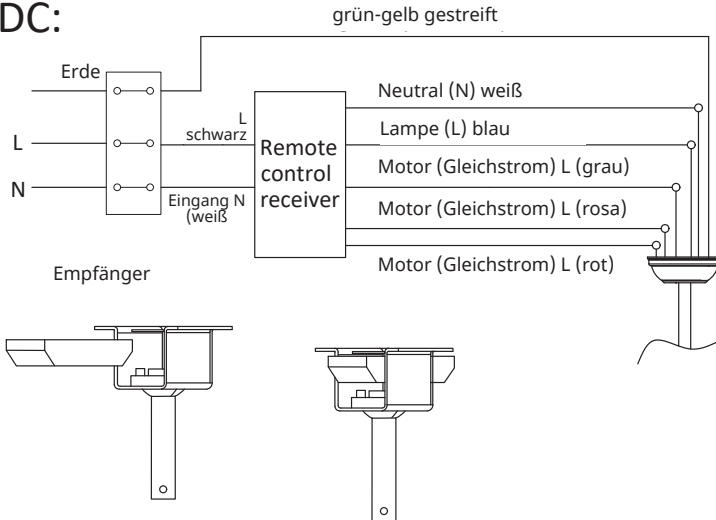 DC:
grün-gelb gestreift
Erde
L
N
L
schwarz
Eingang N
(weiß
Remote
control
receiver
Neutral (N) weiß
Lampe (L) blau
Motor (Gleichstrom) L (grau)
Motor (Gleichstrom) L (rosa)
Motor (Gleichstrom) L (rot)
Empfänger